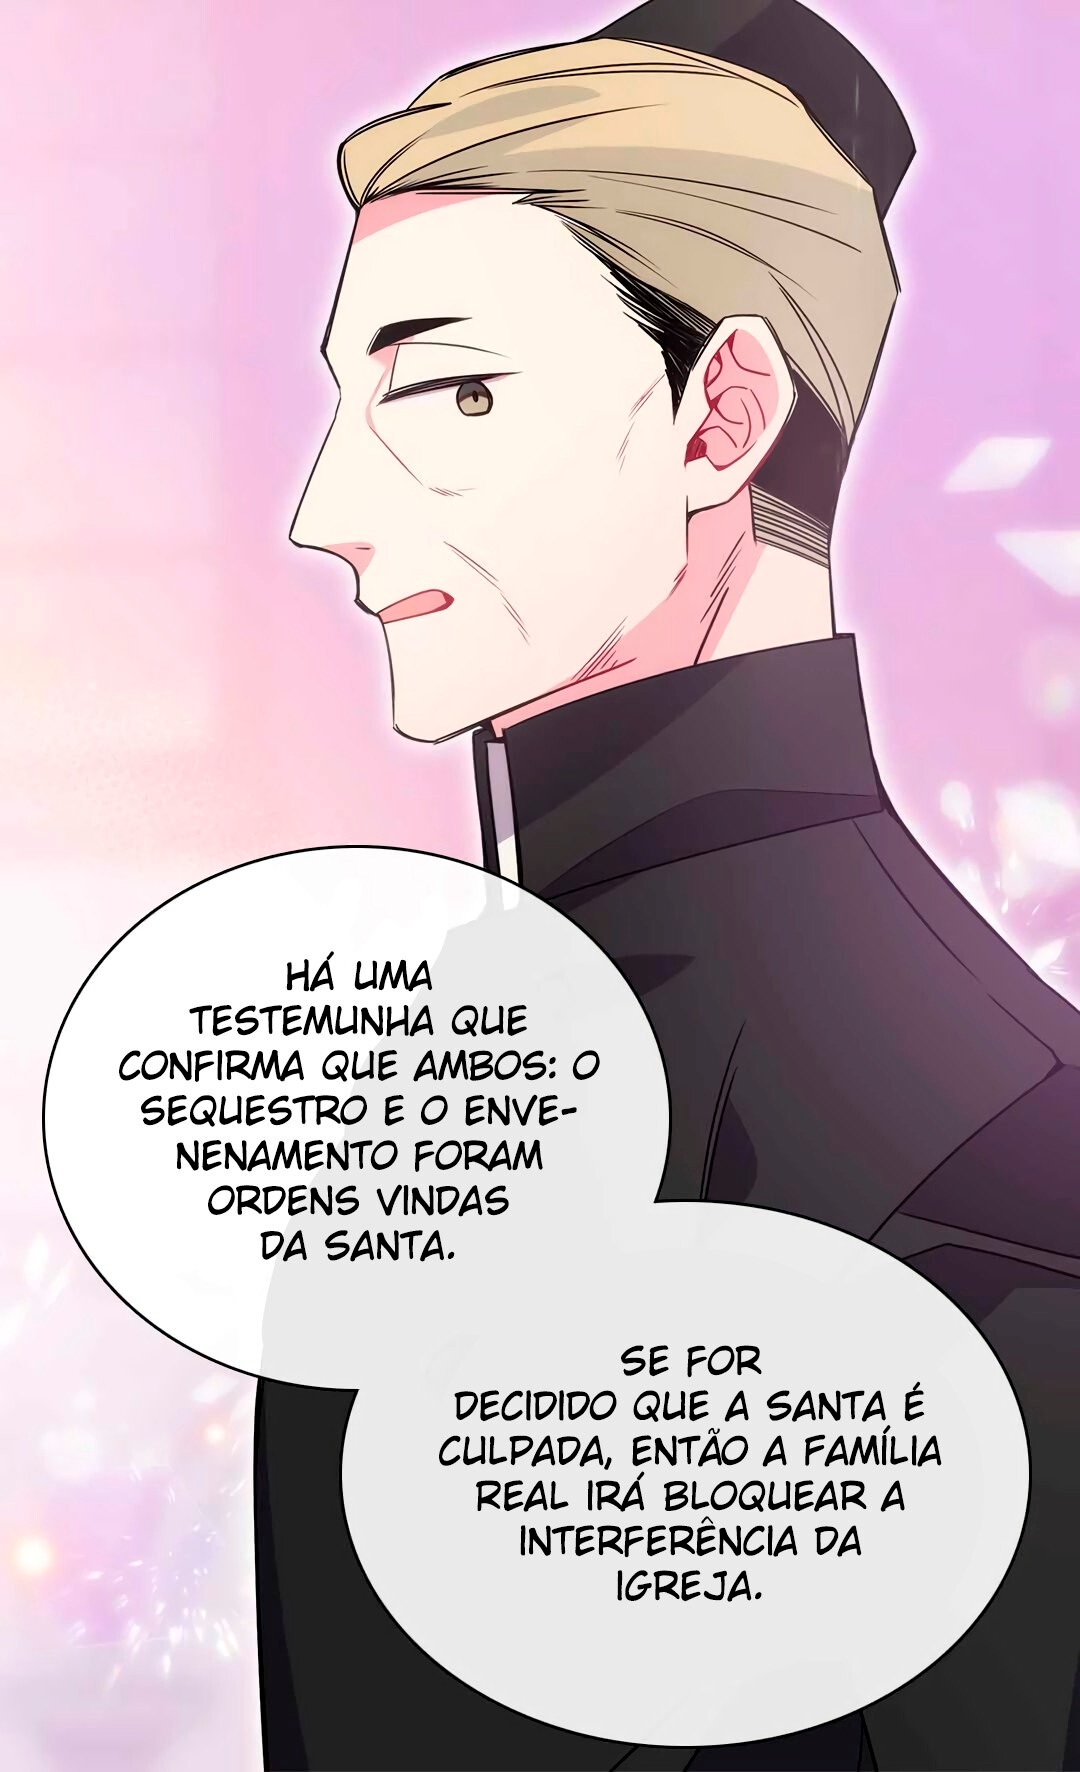 HÁ UMA
TESTEMUNHA QUE
CONFIRMA QUE AMBOS: O
SEQUESTRO E O ENVE-
NENAMENTO FORAM
ORDENS VINDAS
DA SANTA.
SE FOR
DECIDIDO QUE A SANTA É
CULPADA, ENTÃO A FAMÍLIA
REAL IRÁ BLOQUEAR A
INTERFERÊNCIA DA
IGREJA.